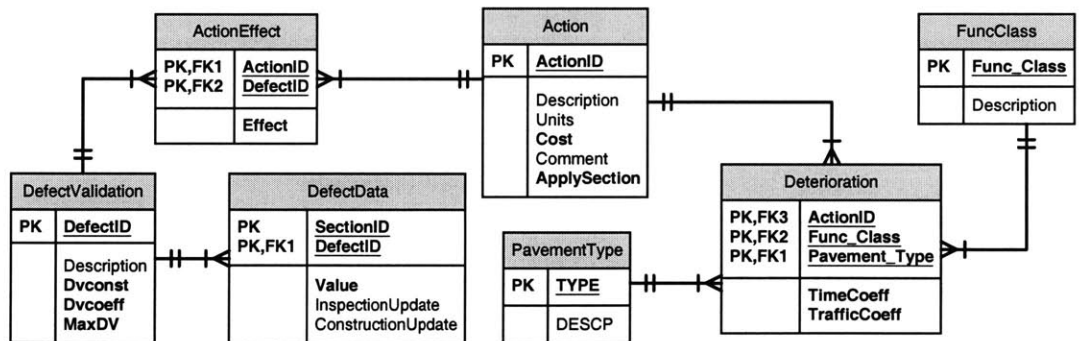 ActionEffect
PK,FK1 ActionID
PK,FK2 DefectID
Effect
Action
PK ActionID
Description
Units
Cost
Comment
ApplySection
FuncClass
PK Func_Class
Description
DefectValidation
PK DefectID
Description
Dvconst
Dvcoeff
MaxDV
DefectData
PK SectionID
PK,FK1 DefectID
Value
InspectionUpdate
ConstructionUpdate
PavementType
PK TYPE
DESCP
Deterioration
PK,FK3 ActionID
PK,FK2 Func_Class
PK,FK1 Pavement_Type
TimeCoeff
TrafficCoeff